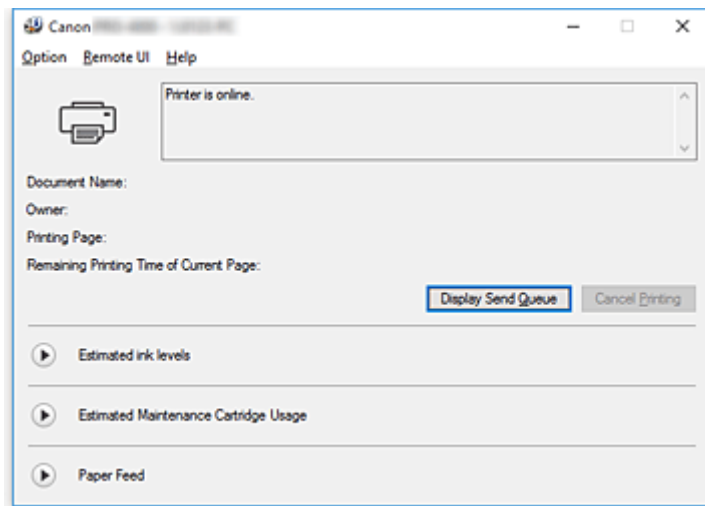 Canon
Option Remote UI Help
Printer is online.
Document Name:
Owner:
Printing Page:
Remaining Printing Time of Current Page:
Display Send Queue Cancel Printing
Estimated ink levels
Estimated Maintenance Cartridge Usage
Paper Feed